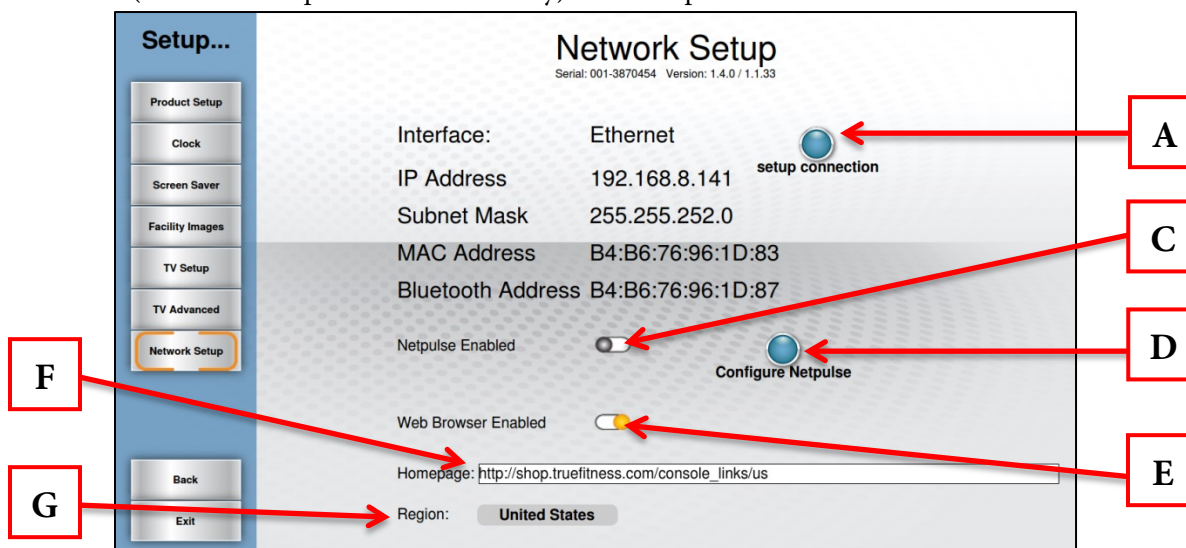 Setup...
Network Setup
Serial: 001-3870454 Version: 1.4.0 / 1.1.33
Product Setup
Clock
Screen Saver
Facility Images
TV Setup
TV Advanced
Network Setup
Back
Exit
Interface: Ethernet
setup connection
IP Address 192.168.8.141
Subnet Mask 255.255.252.0
MAC Address B4:B6:76:96:1D:83
Bluetooth Address B4:B6:76:96:1D:87
Netpulse Enabled
Configure Netpulse
Web Browser Enabled
Homepage: http://shop.truefitness.com/console_links/us
Region: United States
A
C
D
E
F
G